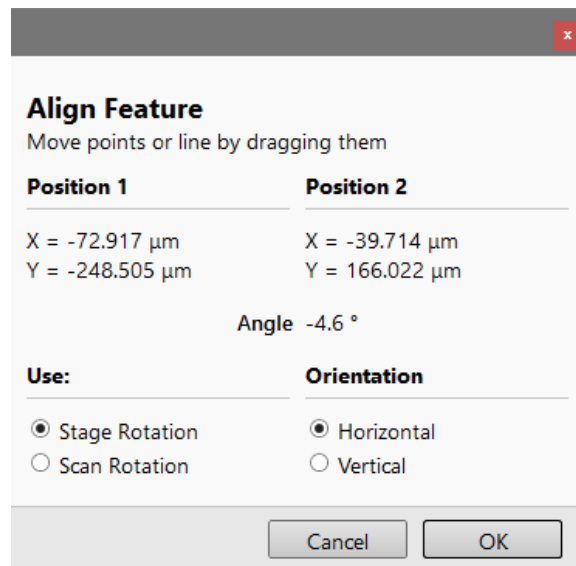 x
Align Feature
Move points or line by dragging them
Position 1
Position 2
X = -72.917 µm
X = -39.714 µm
Y = -248.505 µm
Y = 166.022 µm
Angle -4.6 °
Use:
Orientation
Stage Rotation
Horizontal
Scan Rotation
Vertical
Cancel
OK